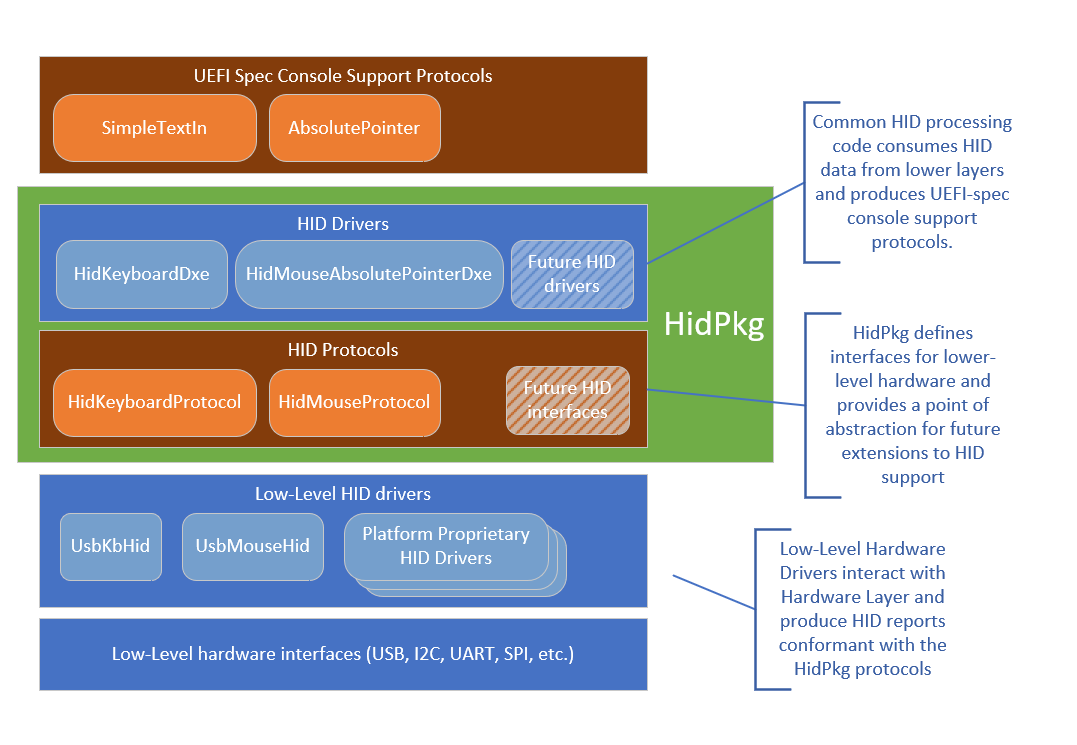 UEFI Spec Console Support Protocols
SimpleTextIn
AbsolutePointer
HID Drivers
HidKeyboardDxe
HidMouseAbsolutePointerDxe
Future HID
drivers
HidPkg
HID Protocols
HidKeyboardProtocol
HidMouseProtocol
Future HID
interfaces
Low-Level HID drivers
UsbKbHid
UsbMouseHid
Platform Proprietary
HID Drivers
Low-Level hardware interfaces (USB, I2C, UART, SPI, etc.)
Common HID processing
code consumes HID
data from lower layers
and produces UEFI-spec
console support
protocols.
HidPkg defines
interfaces for lower-
level hardware and
provides a point of
abstraction for future
extensions to HID
support
Low-Level Hardware
Drivers interact with
Hardware Layer and
produce HID reports
conformant with the
HidPkg protocols